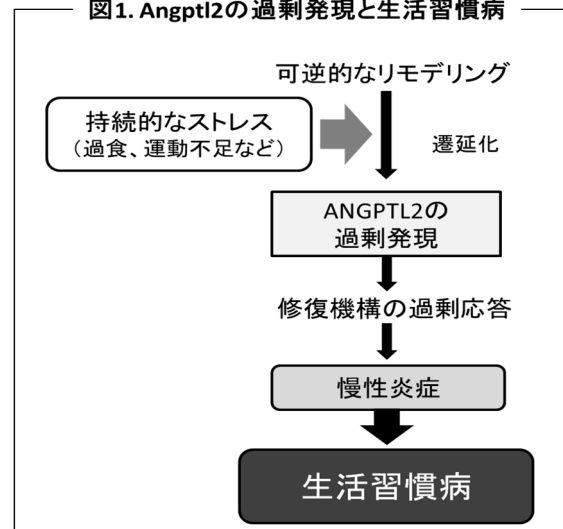 図1. Angptl2の過剰発現と生活習慣病
可逆的なリモデリング
持続的なストレス
（過食、運動不足など）
遷延化
ANGPTL2の
過剰発現
修復機構の過剰応答
慢性炎症
生活習慣病